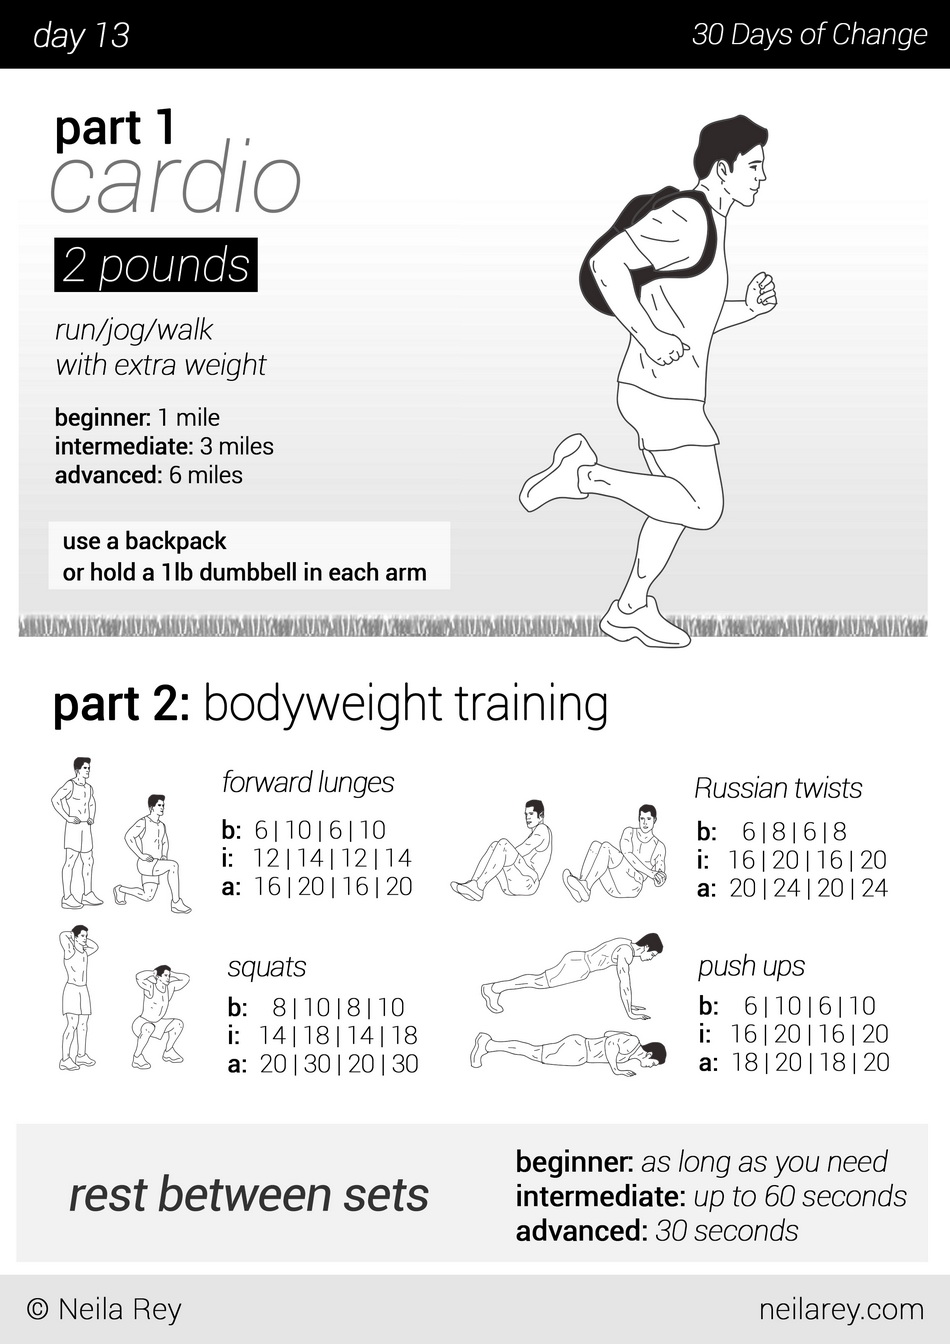 day 13
30 Days of Change
part 1
cardio
2 pounds
run/jog/walk
with extra weight
beginner: 1 mile
intermediate: 3 miles
advanced: 6 miles
use a backpack
or hold a 1lb dumbbell in each arm
part 2: bodyweight training
forward lunges
b: 6 | 10 | 6 | 10
i: 12 | 14 | 12 | 14
a: 16 | 20 | 16 | 20
Russian twists
b: 6 | 8 | 6 | 8
i: 16 | 20 | 16 | 20
a: 20 | 24 | 20 | 24
squats
b: 8 | 10 | 8 | 10
i: 14 | 18 | 14 | 18
a: 20 | 30 | 20 | 30
push ups
b: 6 | 10 | 6 | 10
i: 16 | 20 | 16 | 20
a: 18 | 20 | 18 | 20
rest between sets
beginner: as long as you need
intermediate: up to 60 seconds
advanced: 30 seconds
© Neila Rey
neilarey.com